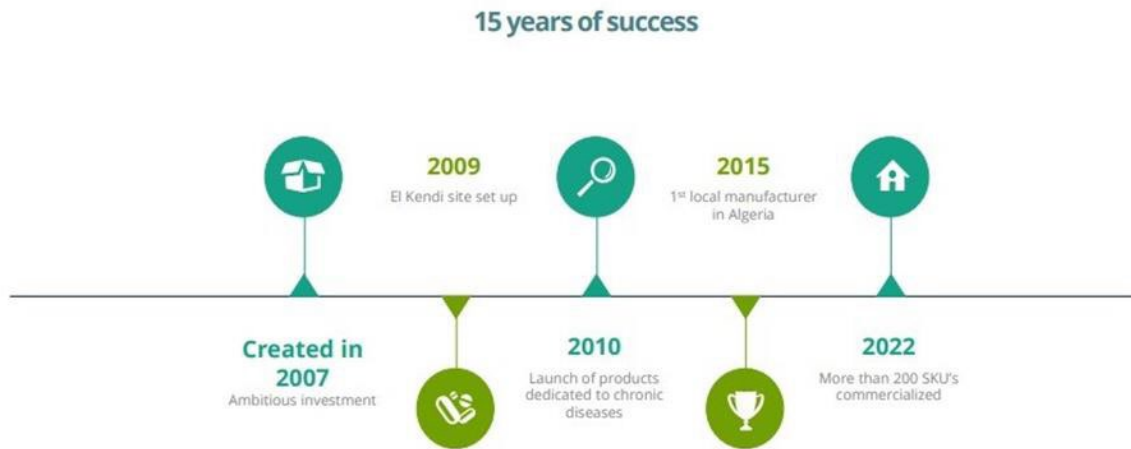 15 years of success
Created in
2007
Ambitious investment
2009
El Kendi site set up
2010
Launch of products
dedicated to chronic
diseases
2015
1st local manufacturer
in Algeria
2022
More than 200 SKU's
commercialized